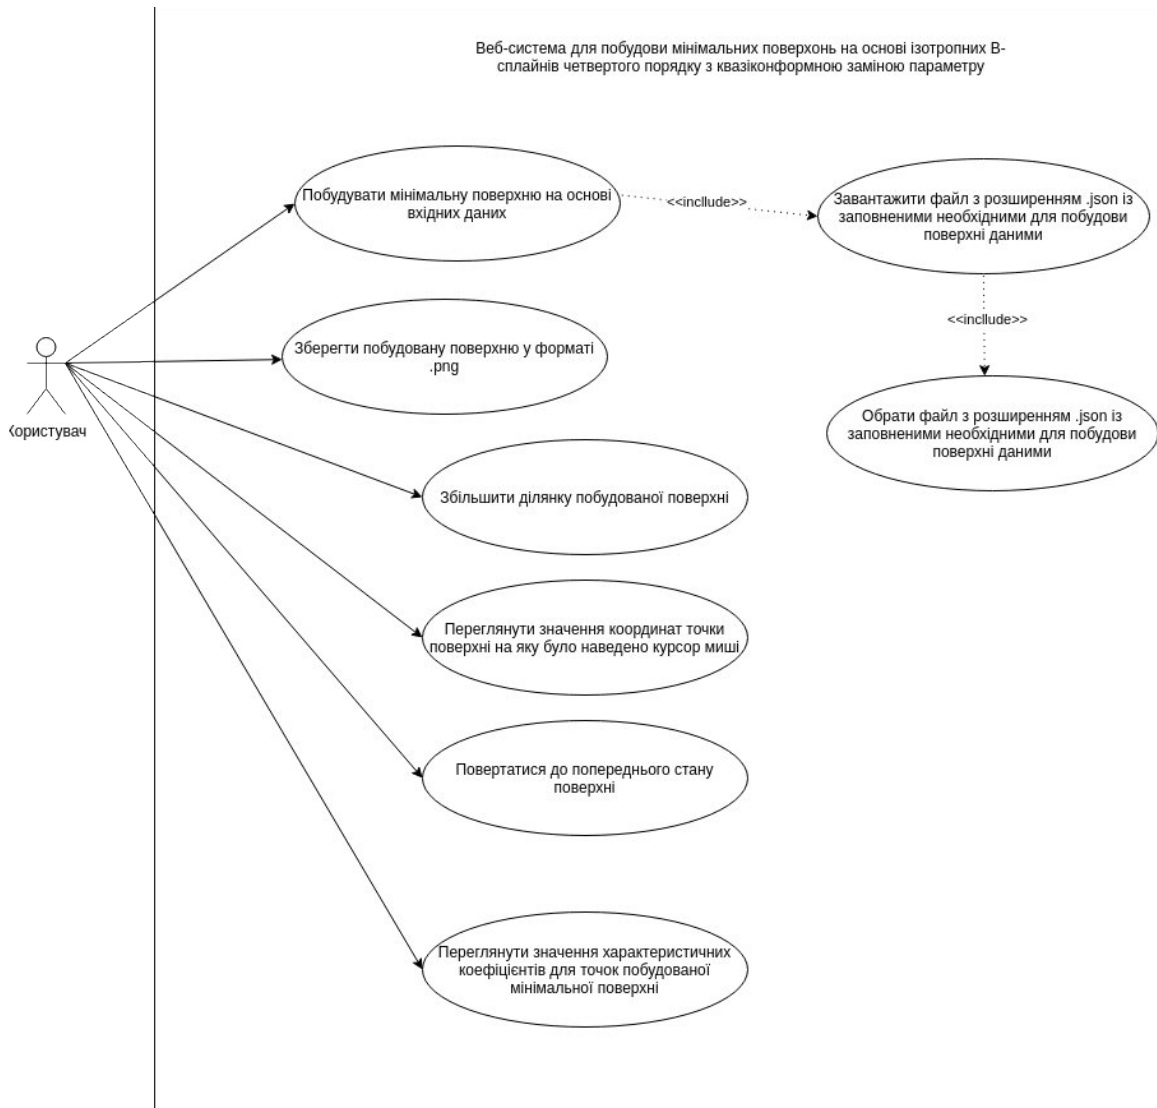 Веб-система для побудови мінімальних поверхонь на основі ізотропних В-
сплайнів четвертого порядку з квазіконформною заміною параметру
Побудувати мінімальну поверхню на основі
вхідних даних
<<incllude>>
Завантажити файл з розширенням .json із
заповненими необхідними для побудови
поверхні даними
<<incllude>>
Обрати файл з розширенням .json із
заповненими необхідними для побудови
поверхні даними
Зберегти побудовану поверхню у форматі
.png
Користувач
Збільшити ділянку побудованої поверхні
Переглянути значення координат точки
поверхні на яку було наведено курсор миші
Повертатися до попереднього стану
поверхні
Переглянути значення характеристичних
коефіцієнтів для точок побудованої
мінімальної поверхні